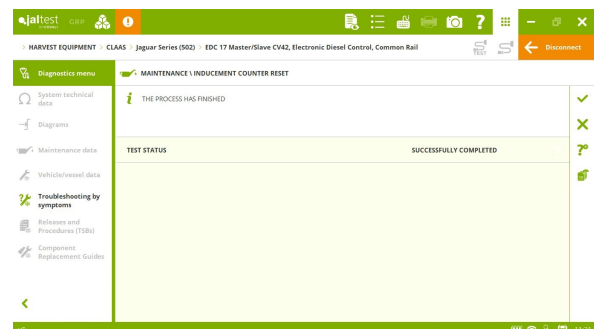 jaltest GRP
> HARVEST EQUIPMENT > CLAAS > Jaguar Series (502) > EDC 17 Master/Slave CV42, Electronic Diesel Control, Common Rail
TEST
Disconnect
Diagnostics menu
MAINTENANCE \ INDUCEMENT COUNTER RESET
System technical
data
THE PROCESS HAS FINISHED
Diagrams
Maintenance data
TEST STATUS SUCCESSFULLY COMPLETED
Vehicle/vessel data
Troubleshooting by
symptoms
Releases and
Procedures (TSBs)
Component
Replacement Guides